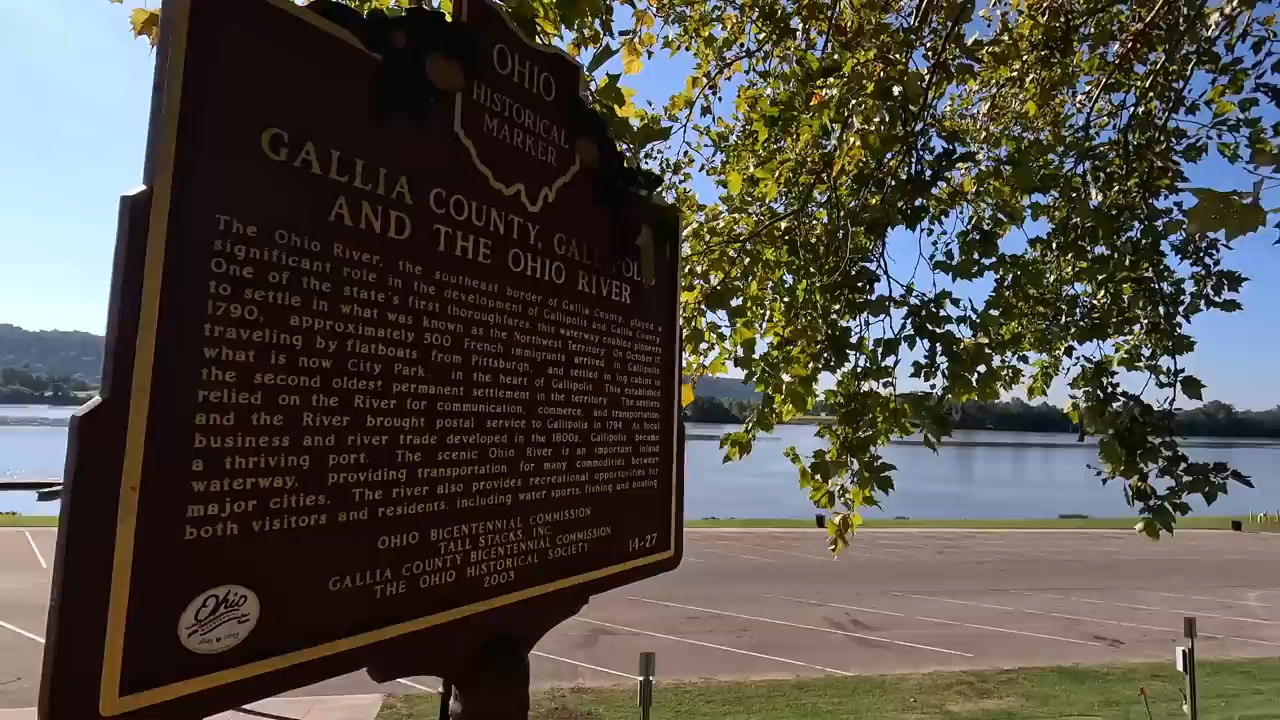 OHIO
HISTORICAL
MARKER
GALLIA COUNTY,
AND THE OHIO RIVER
The Ohio River, the southeast border of Gallia County, played a
significant role in the development of Gallipolis and Gallia County
One of the state's first thoroughfares, this waterway enabled pioneers
to settle in what was known as the Northwest Territory. On October 17,
1790, approximately 500 French immigrants arrived in Gallipolis
traveling by flatboats from Pittsburgh, and settled in log cabins in
what is now City Park, in the heart of Gallipolis. This established
the second oldest permanent settlement in the territory. The settlers
relied on the River for communication, commerce, and transportation,
and the River brought postal service to Gallipolis in 1794. As local
business and river trade developed in the 1800s, Gallipolis became
a thriving port. The scenic Ohio River is an important inland
waterway, providing transportation for many commodities between
major cities. The river also provides recreational opportunities for
both visitors and residents, including water sports, fishing and boating
OHIO BICENTENNIAL COMMISSION
TALL STACKS, INC.
GALLIA COUNTY BICENTENNIAL COMMISSION
THE OHIO HISTORICAL SOCIETY
2003
14-27
Ohio
BICENTENNIAL
1803 2003